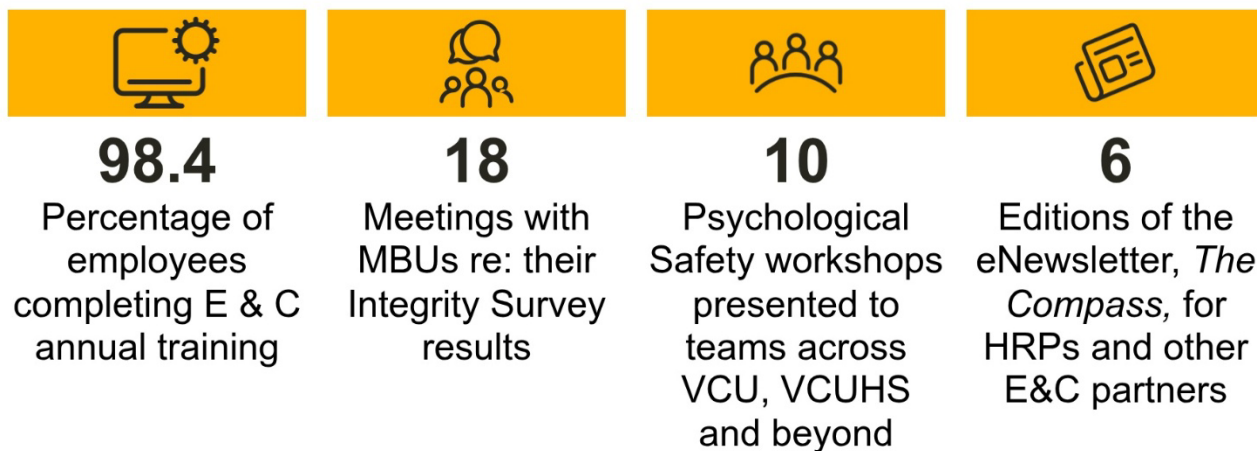 98.4
Percentage of
employees
completing E & C
annual training
18
Meetings with
MBUs re: their
Integrity Survey
results
10
Psychological
Safety workshops
presented to
teams across
VCU, VCUHS
and beyond
6
Editions of the
eNewsletter, The
Compass, for
HRPs and other
E&C partners